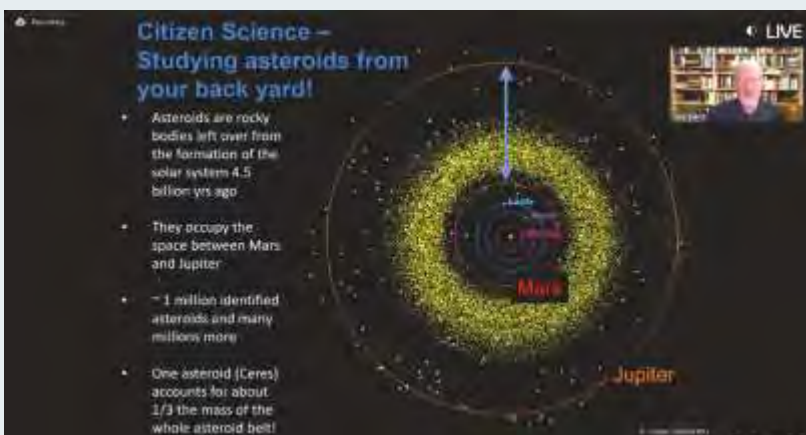 LIVE
Citizen Science –
Studying asteroids from
your back yard!
• Asteroids are rocky
bodies left over from
the formation of the
solar system 4.5
billion yrs ago
• They occupy the
space between Mars
and Jupiter
• ~ 1 million identified
asteroids and many
millions more
• One asteroid (Ceres)
accounts for about
1/3 the mass of the
whole asteroid belt!
Mars
Jupiter